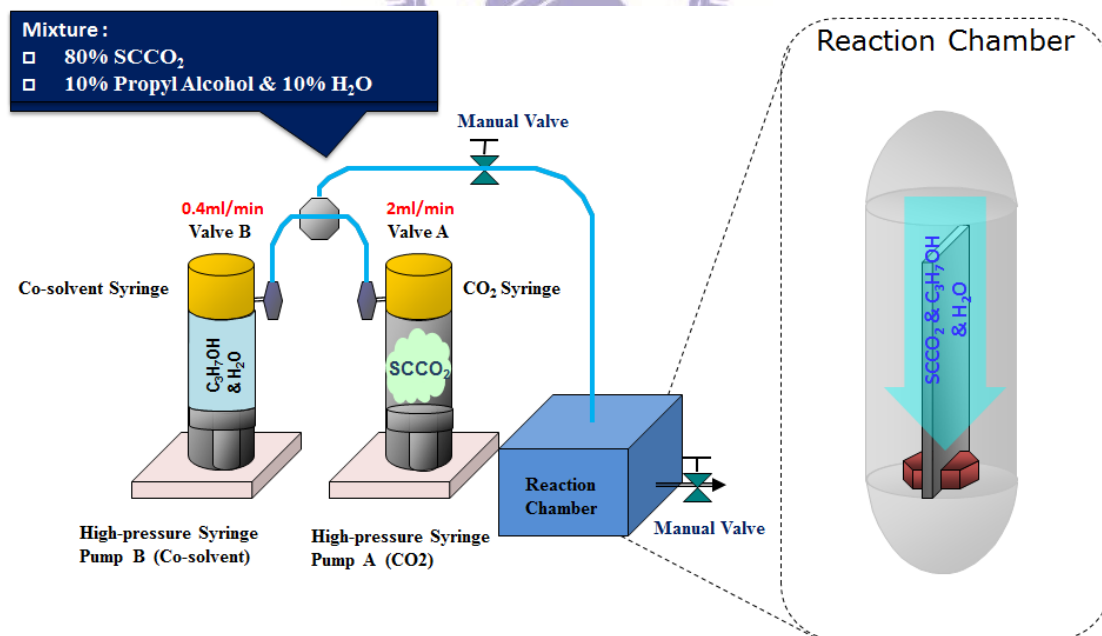 Mixture :
80% SCCO₂
10% Propyl Alcohol & 10% H₂O
Reaction Chamber
Manual Valve
0.4ml/min
Valve B
2ml/min
Valve A
Co-solvent Syringe
CO₂ Syringe
C₃H₇OH
& H₂O
SCCO₂
SCCO₂ & C₃H₇OH
& H₂O
Reaction
Chamber
Manual Valve
High-pressure Syringe
Pump B (Co-solvent)
High-pressure Syringe
Pump A (CO2)